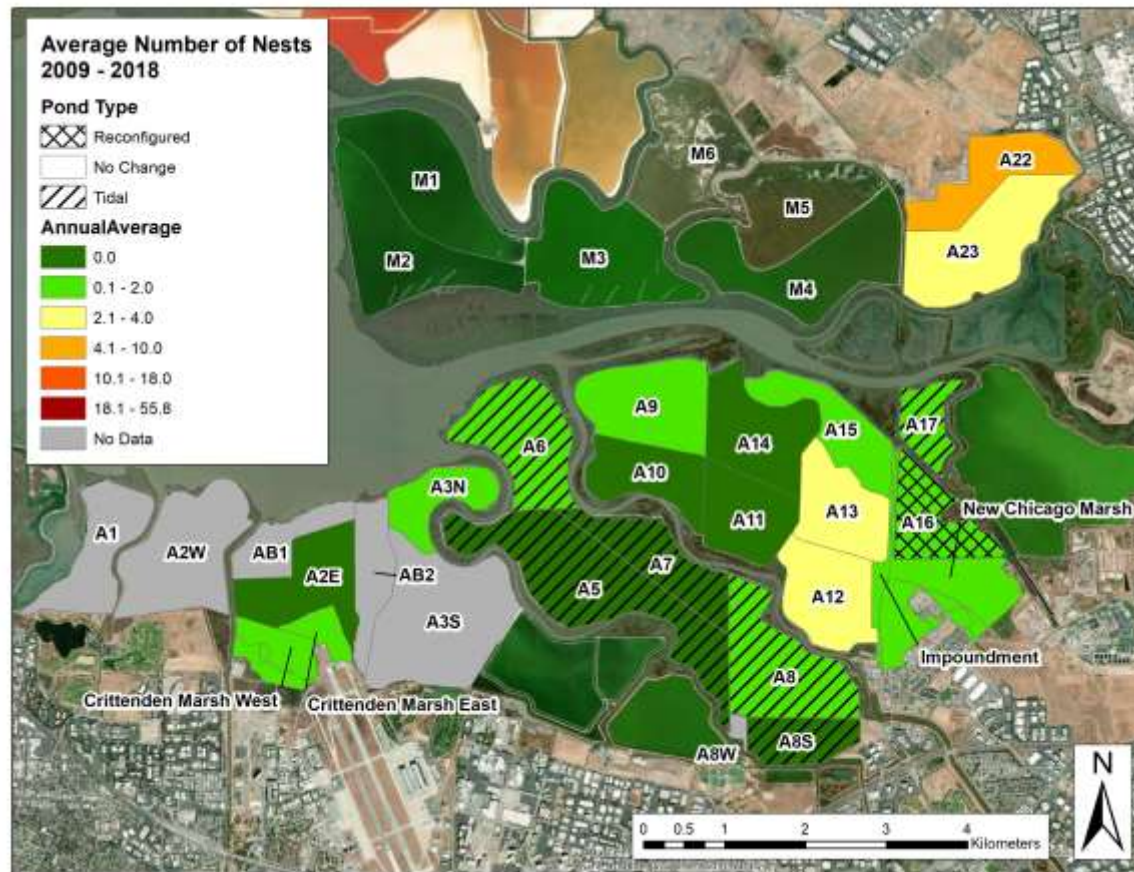 Average Number of Nests
2009 - 2018
Pond Type
Reconfigured
No Change
Tidal
AnnualAverage
0.0
0.1 - 2.0
2.1 - 4.0
4.1 - 10.0
10.1 - 18.0
18.1 - 55.8
No Data
M1
M2
M3
M4
M5
M6
A22
A23
A9
A14
A15
A17
A6
A10
A3N
A11
A13
A16
New Chicago Marsh
A1
A2W
AB1
A2E
AB2
A3S
A5
A7
A12
A8
Impoundment
Crittenden Marsh West
Crittenden Marsh East
A8W
A8S
N
0 0.5 1 2 3 4
Kilometers